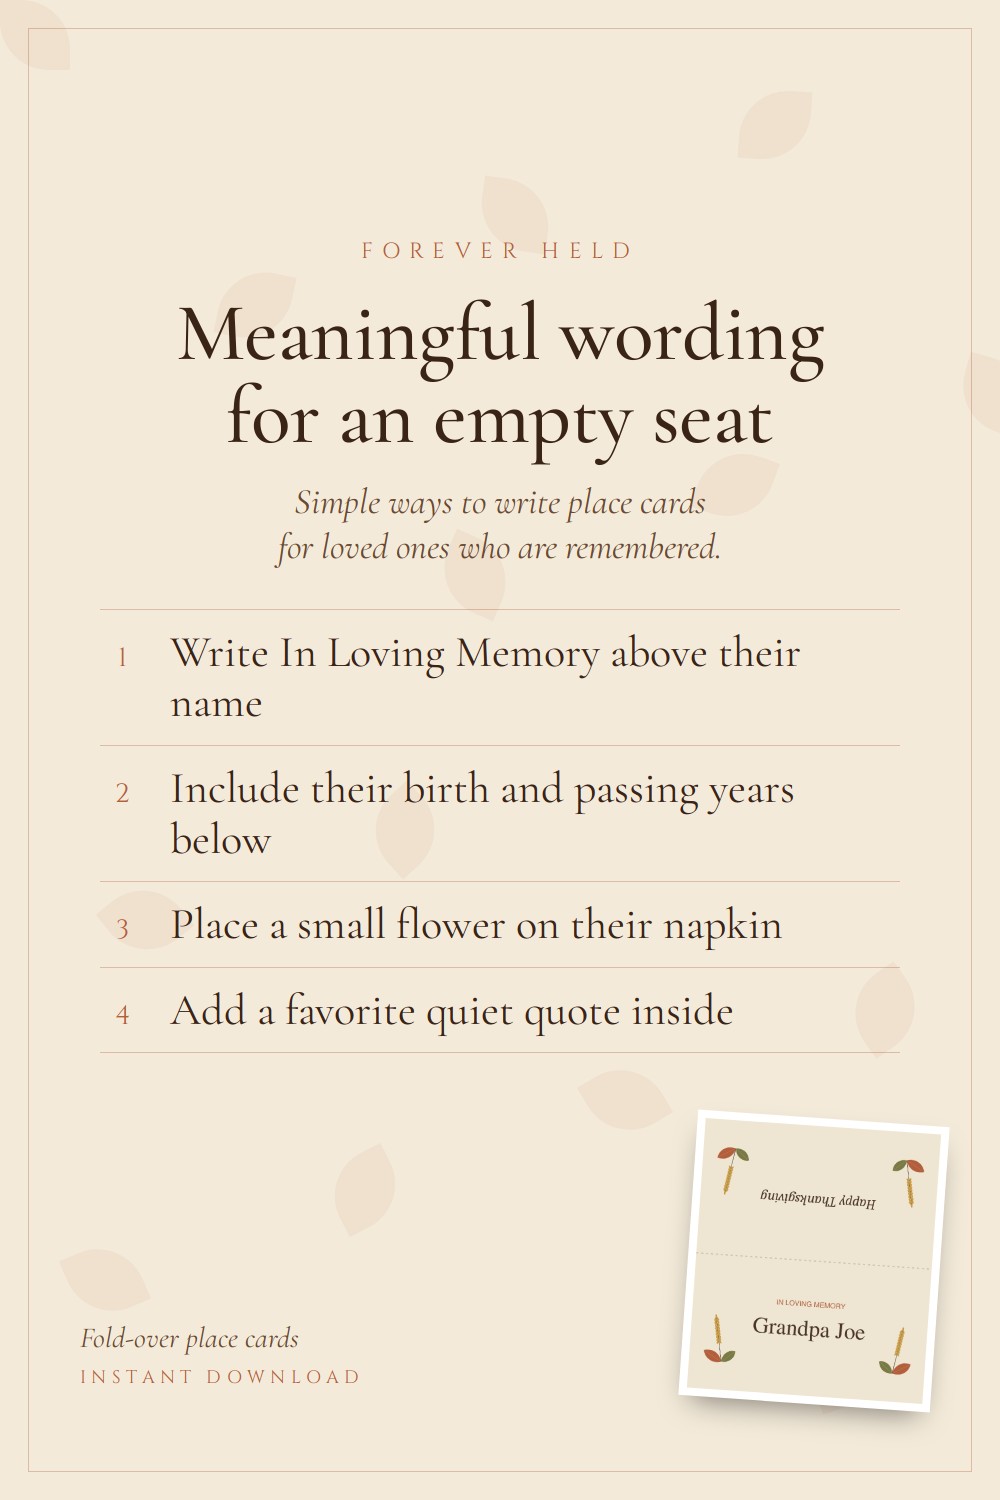 FOREVER HELD
Meaningful wording
for an empty seat
Simple ways to write place cards
for loved ones who are remembered.
1 Write In Loving Memory above their
name
2 Include their birth and passing years
below
3 Place a small flower on their napkin
4 Add a favorite quiet quote inside
Happy Thanksgiving
IN LOVING MEMORY
Grandpa Joe
Fold-over place cards
INSTANT DOWNLOAD